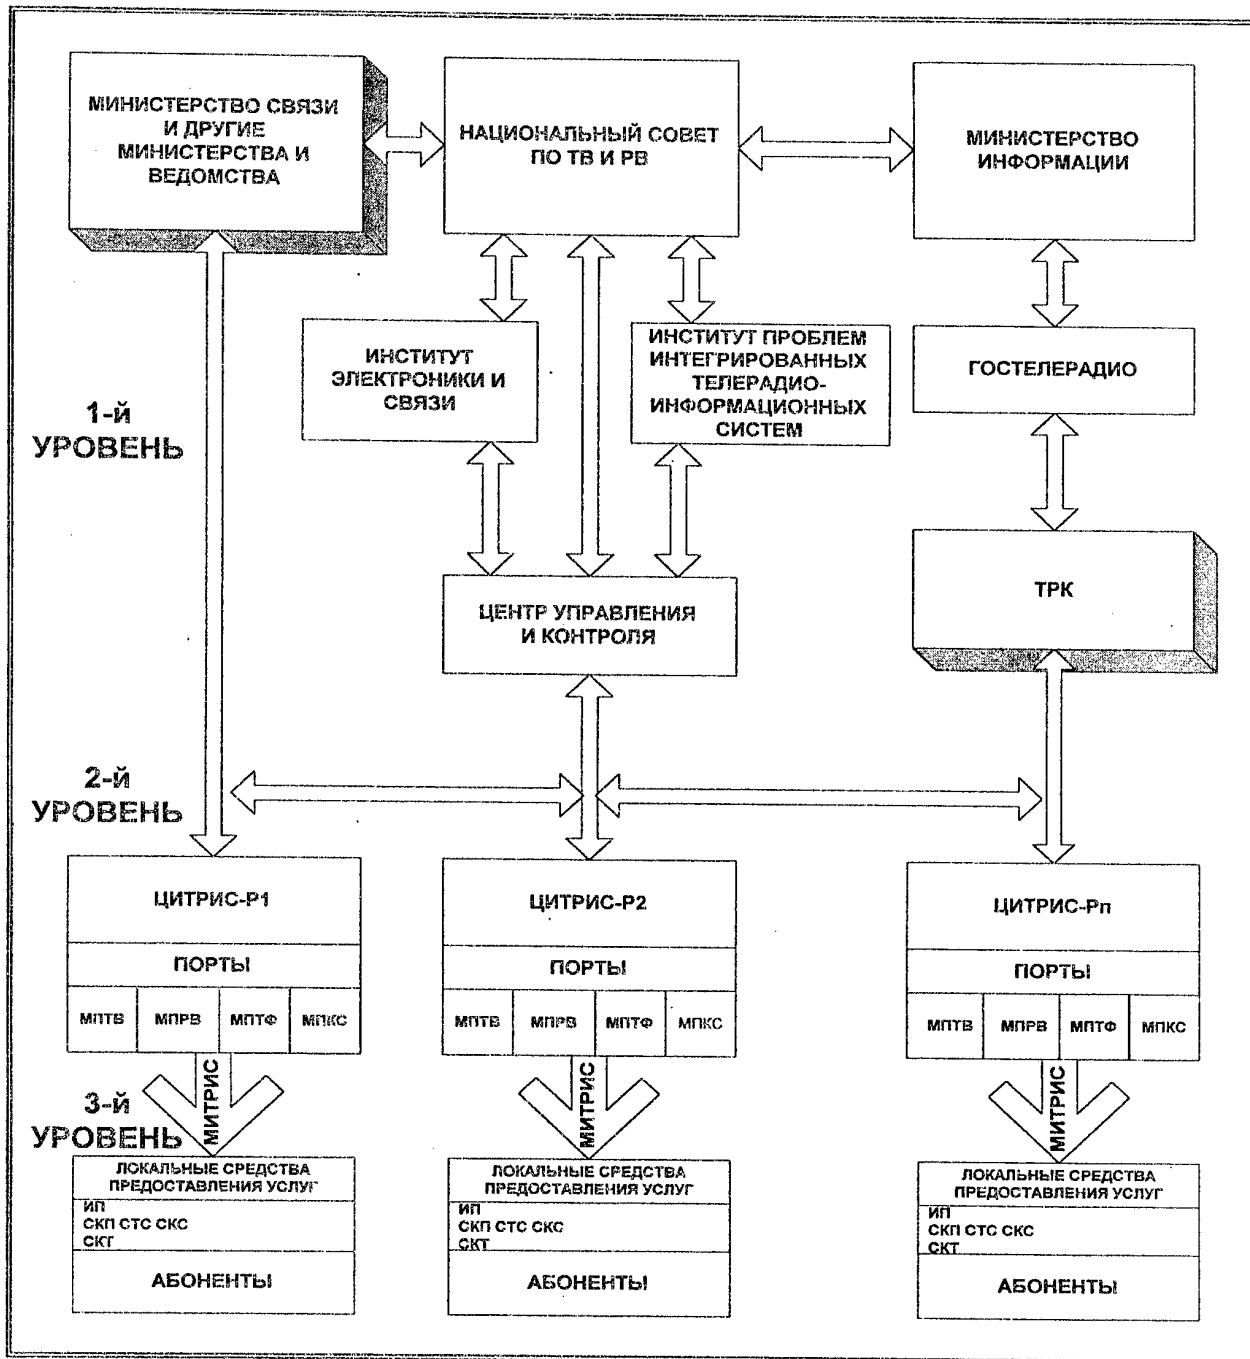 МИНИСТЕРСТВО СВЯЗИ
И ДРУГИЕ
МИНИСТЕРСТВА И
ВЕДОМСТВА
НАЦИОНАЛЬНЫЙ СОВЕТ
ПО ТВ И РВ
МИНИСТЕРСТВО
ИНФОРМАЦИИ
ИНСТИТУТ
ЭЛЕКТРОНИКИ И
СВЯЗИ
ИНСТИТУТ ПРОБЛЕМ
ИНТЕГРИРОВАННЫХ
ТЕЛЕРАДИО-
ИНФОРМАЦИОННЫХ
СИСТЕМ
ГОСТЕЛЕРАДИО
1-й
УРОВЕНЬ
ТРК
ЦЕНТР УПРАВЛЕНИЯ
И КОНТРОЛЯ
2-й
УРОВЕНЬ
ЦИТРИС-Р1
ПОРТЫ
МПТВ МПРВ МПТФ МПКС
ЦИТРИС-Р2
ПОРТЫ
МПТВ МПРВ МПТФ МПКС
ЦИТРИС-Рп
ПОРТЫ
МПТВ МПРВ МПТФ МПКС
3-й
УРОВЕНЬ
МИТРИС
МИТРИС
МИТРИС
ЛОКАЛЬНЫЕ СРЕДСТВА
ПРЕДОСТАВЛЕНИЯ УСЛУГ
ИП
СКП СТС СКС
СКТ
АБОНЕНТЫ
ЛОКАЛЬНЫЕ СРЕДСТВА
ПРЕДОСТАВЛЕНИЯ УСЛУГ
ИП
СКП СТС СКС
СКТ
АБОНЕНТЫ
ЛОКАЛЬНЫЕ СРЕДСТВА
ПРЕДОСТАВЛЕНИЯ УСЛУГ
ИП
СКП СТС СКС
СКТ
АБОНЕНТЫ